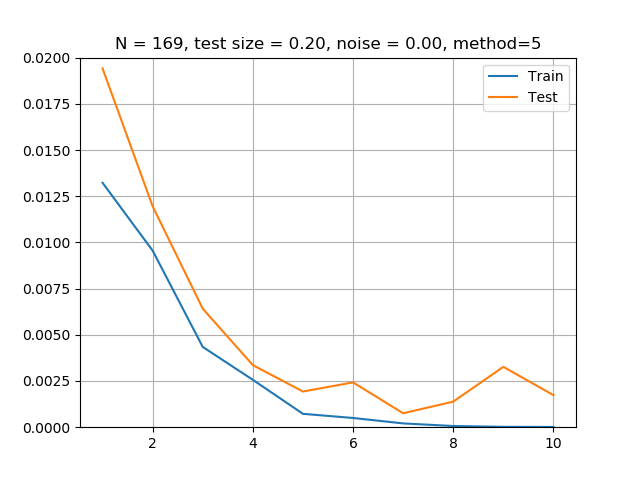 N = 169, test size = 0.20, noise = 0.00, method=5
Train
Test
0.0200
0.0175
0.0150
0.0125
0.0100
0.0075
0.0050
0.0025
0.0000
2 4 6 8 10